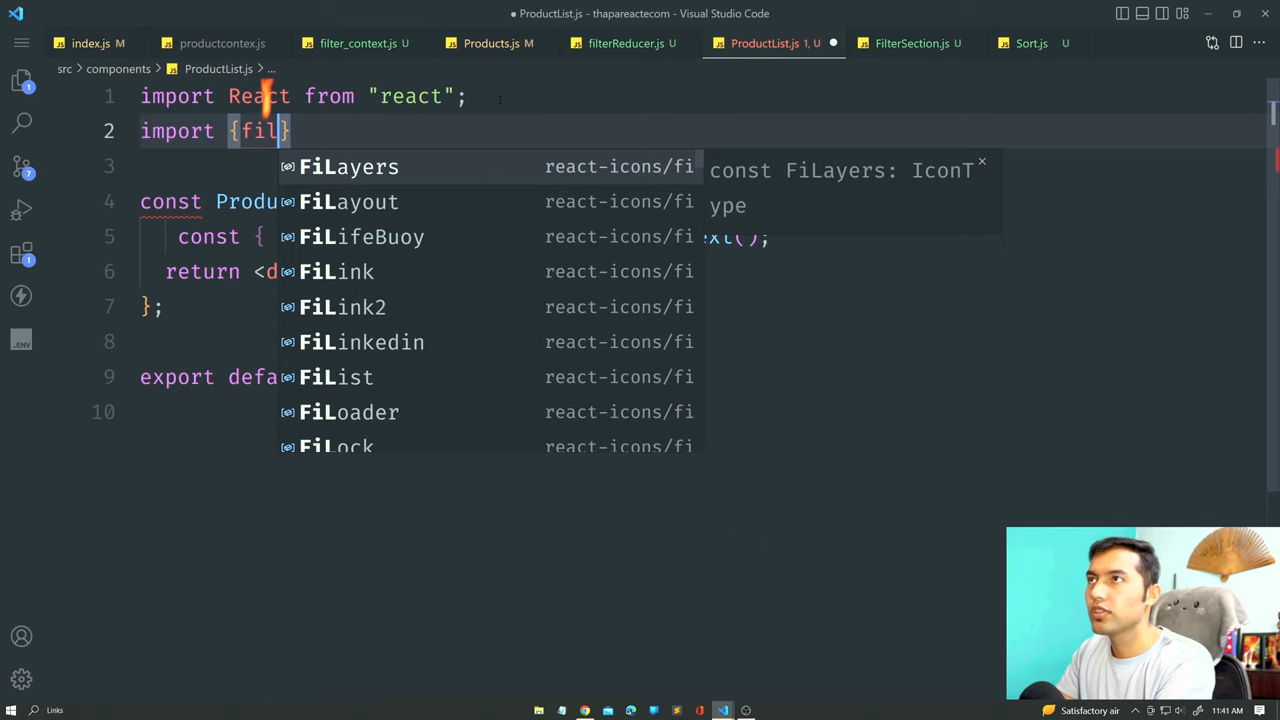 ProductList.js - thapareactecom - Visual Studio Code
index.js M
productcontex.js
filter_context.js U
Products.js M
filterReducer.js U
ProductList.js 1, U
FilterSection.js U
Sort.js U
src > components > ProductList.js > ...
1 import React from "react";
2 import {fil}
3
4 const Produ
5 const { ext();
6 return <d
7 };
8
9 export defa
10
FiLayers react-icons/fi
FiLayout react-icons/fi
FiLifeBuoy react-icons/fi
FiLink react-icons/fi
FiLink2 react-icons/fi
FiLinkedin react-icons/fi
FiList react-icons/fi
FiLoader react-icons/fi
FiLock react-icons/fi
const FiLayers: IconT
ype
1
7
1
.ENV
Links
Satisfactory air
11:41 AM